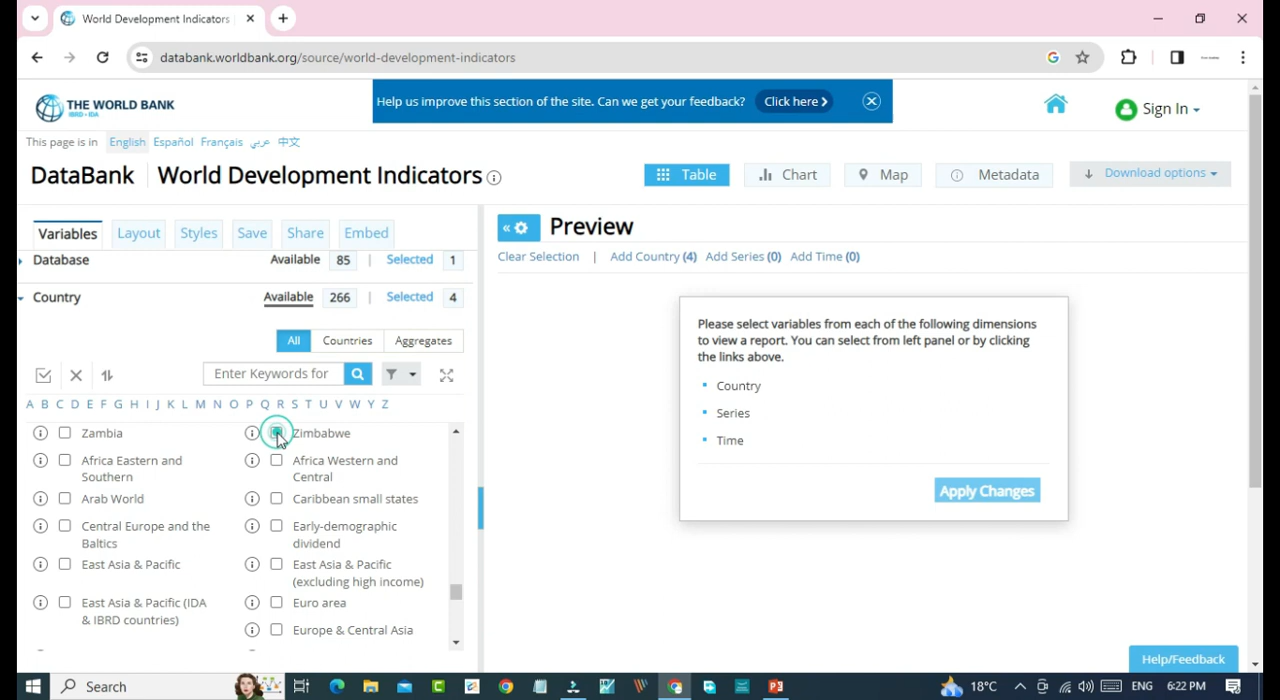 World Development Indicators
databank.worldbank.org/source/world-development-indicators
THE WORLD BANK
IBRD • IDA
Help us improve this section of the site. Can we get your feedback? Click here
Sign In
This page is in English Español Français عربي 中文
DataBank World Development Indicators
Table Chart Map Metadata Download options
Variables Layout Styles Save Share Embed
Preview
Clear Selection | Add Country (4) Add Series (0) Add Time (0)
Database Available 85 | Selected 1
Country Available 266 | Selected 4
All Countries Aggregates
Enter Keywords for
A B C D E F G H I J K L M N O P Q R S T U V W Y Z
Zambia Zimbabwe
Africa Eastern and Southern
Africa Western and Central
Arab World Caribbean small states
Central Europe and the Baltics
Early-demographic dividend
East Asia & Pacific
East Asia & Pacific (excluding high income)
East Asia & Pacific (IDA & IBRD countries)
Euro area
Europe & Central Asia
Please select variables from each of the following dimensions
to view a report. You can select from left panel or by clicking
the links above.
Country
Series
Time
Apply Changes
Help/Feedback
Search
18°C ENG 6:22 PM